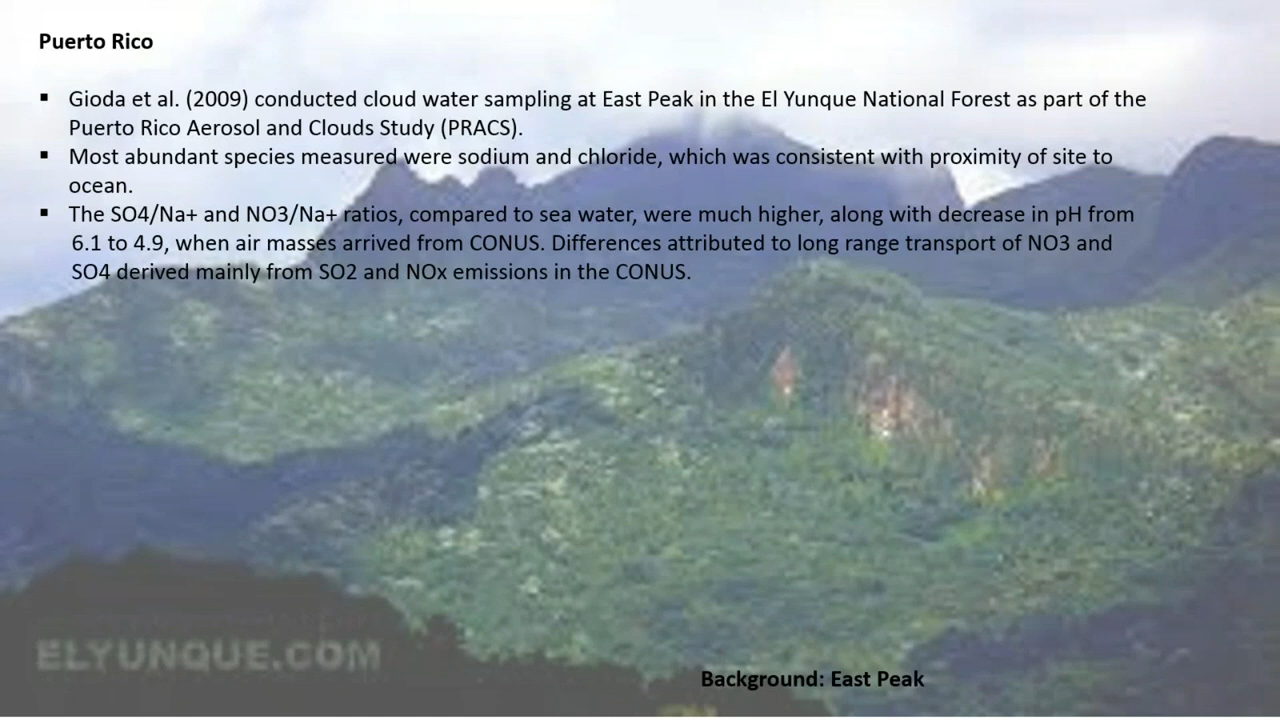 Puerto Rico
▪ Gioda et al. (2009) conducted cloud water sampling at East Peak in the El Yunque National Forest as part of the
Puerto Rico Aerosol and Clouds Study (PRACS).
▪ Most abundant species measured were sodium and chloride, which was consistent with proximity of site to
ocean.
▪ The SO4/Na+ and NO3/Na+ ratios, compared to sea water, were much higher, along with decrease in pH from
6.1 to 4.9, when air masses arrived from CONUS. Differences attributed to long range transport of NO3 and
SO4 derived mainly from SO2 and NOx emissions in the CONUS.
ELYUNQUE.COM
Background: East Peak